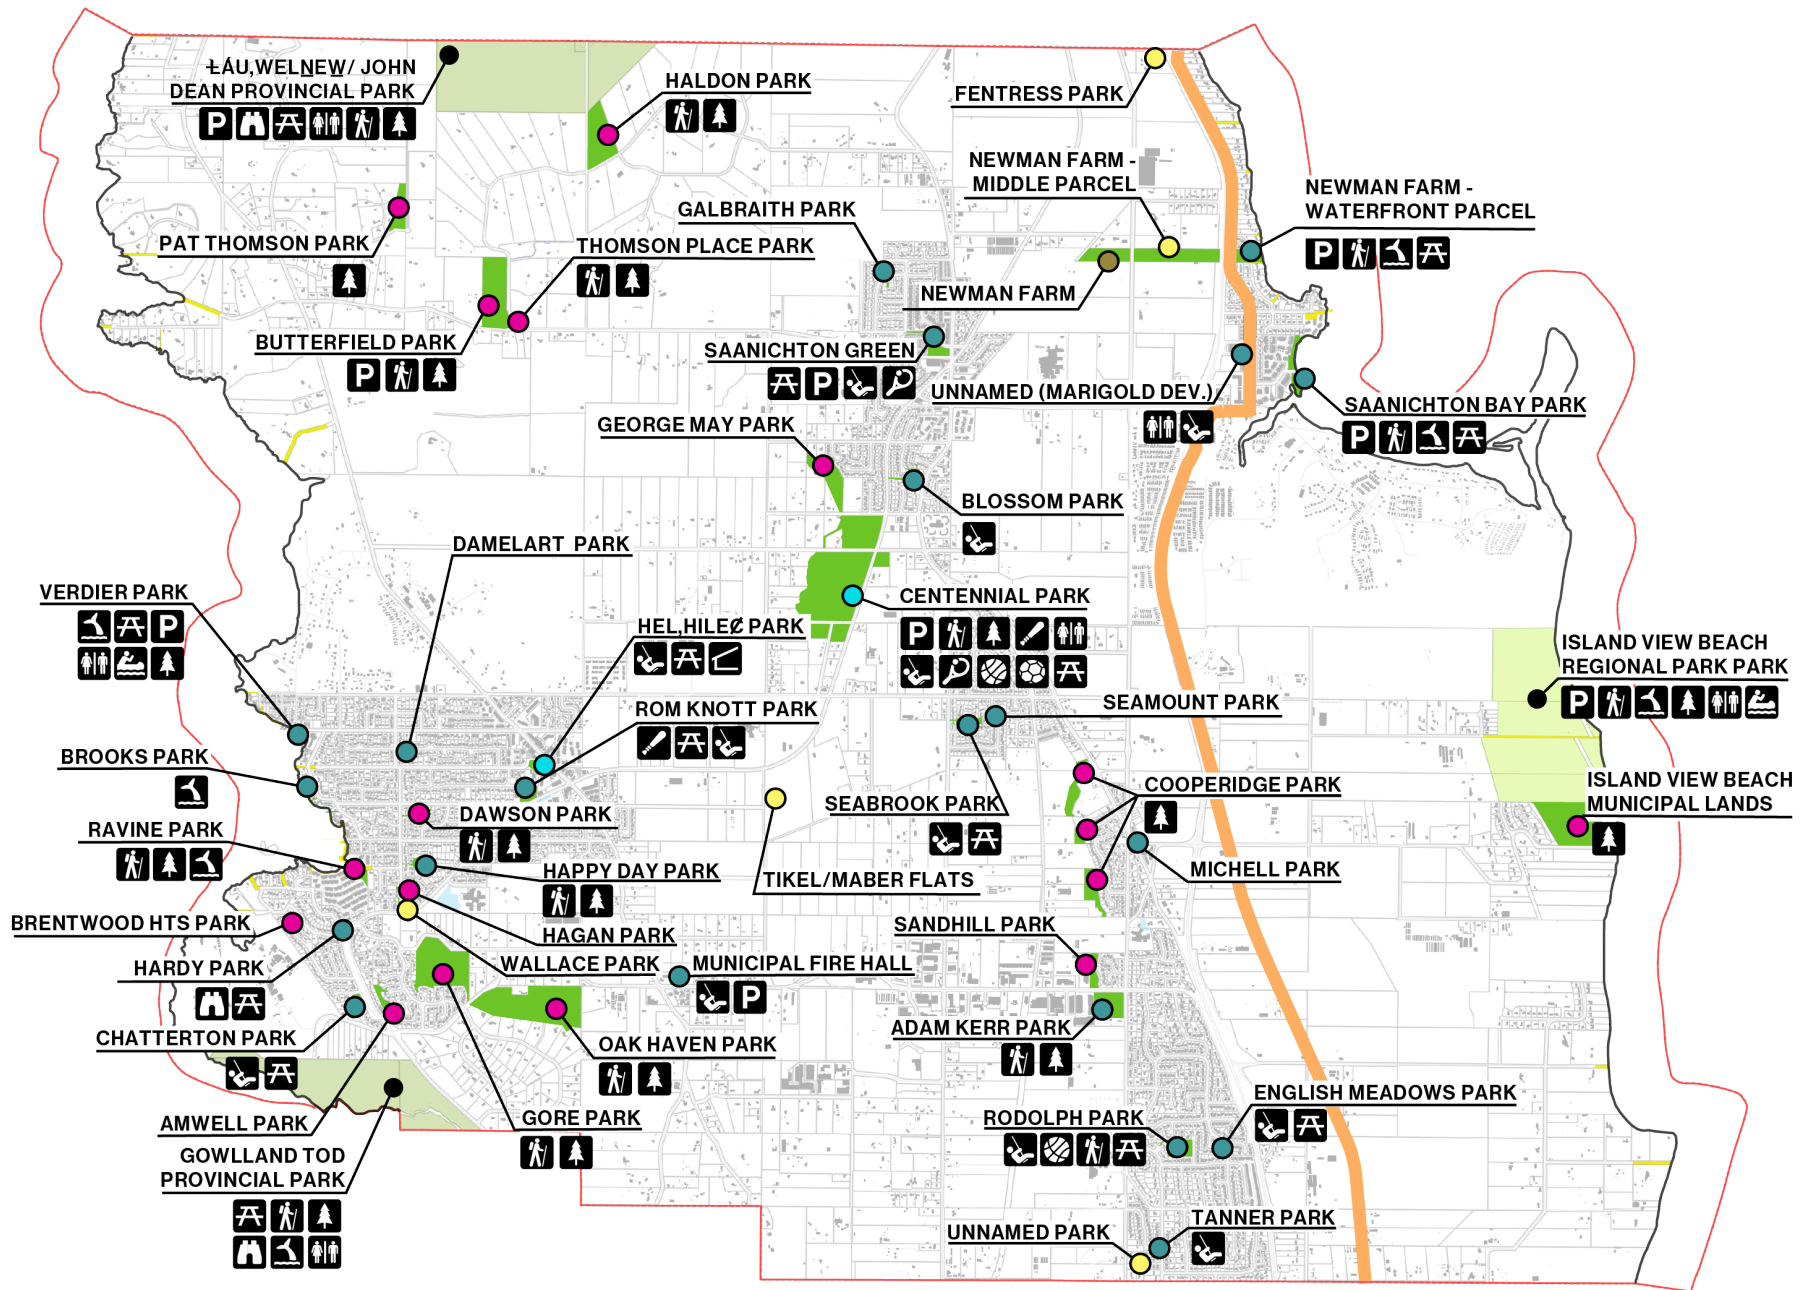 ȽÁU,WELṈEW̱/ JOHN
DEAN PROVINCIAL PARK
P
HALDON PARK
FENTRESS PARK
NEWMAN FARM -
MIDDLE PARCEL
NEWMAN FARM -
WATERFRONT PARCEL
P
GALBRAITH PARK
PAT THOMSON PARK
THOMSON PLACE PARK
NEWMAN FARM
BUTTERFIELD PARK
P
SAANICHTON GREEN
P
UNNAMED (MARIGOLD DEV.)
SAANICHTON BAY PARK
P
GEORGE MAY PARK
BLOSSOM PARK
DAMELART PARK
VERDIER PARK
P
CENTENNIAL PARK
P
HEL,HILEȻ PARK
ISLAND VIEW BEACH
REGIONAL PARK PARK
P
ROM KNOTT PARK
SEAMOUNT PARK
BROOKS PARK
COOPERIDGE PARK
ISLAND VIEW BEACH
MUNICIPAL LANDS
SEABROOK PARK
DAWSON PARK
RAVINE PARK
HAPPY DAY PARK
TIKEL/MABER FLATS
MICHELL PARK
BRENTWOOD HTS PARK
HAGAN PARK
SANDHILL PARK
HARDY PARK
WALLACE PARK
MUNICIPAL FIRE HALL
P
CHATTERTON PARK
OAK HAVEN PARK
ADAM KERR PARK
ENGLISH MEADOWS PARK
AMWELL PARK
GORE PARK
RODOLPH PARK
GOWLLAND TOD
PROVINCIAL PARK
UNNAMED PARK
TANNER PARK